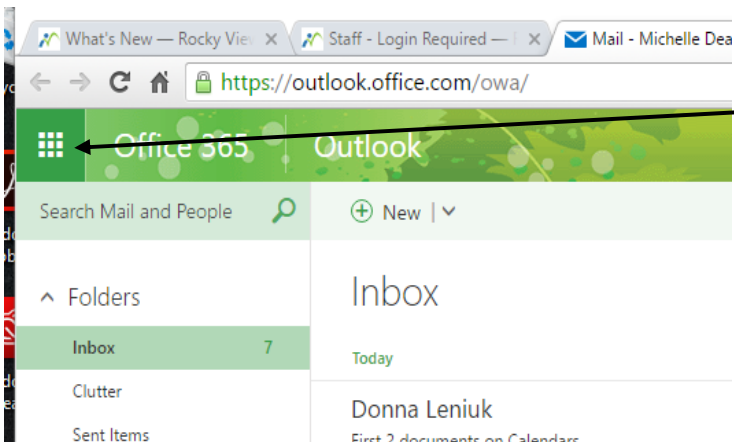 What's New — Rocky Vie
Staff - Login Required —
Mail - Michelle Dea
https://outlook.office.com/owa/
Office 365 Outlook
Search Mail and People
New
Folders
Inbox
Inbox 7
Today
Clutter
Donna Leniuk
Sent Items
First 2 documents on Calendars